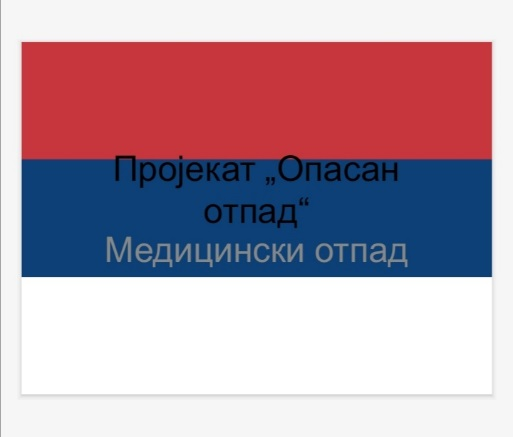 Пројекат „Опасан
отпад“
Медицински отпад